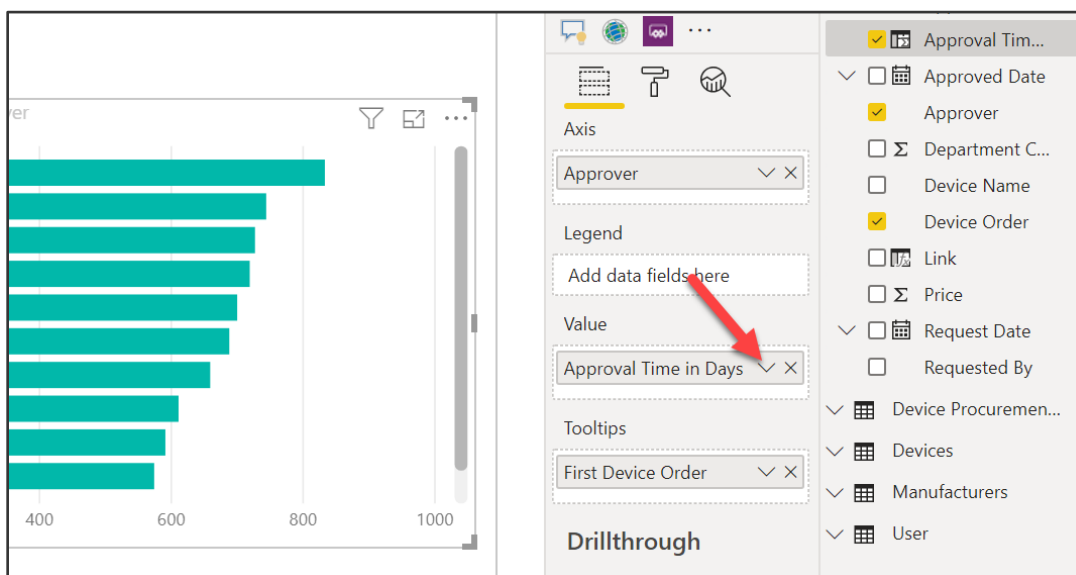 ver
400
600
800
1000
Axis
Approver
Legend
Add data fields here
Value
Approval Time in Days
Tooltips
First Device Order
Drillthrough
Approval Tim...
Approved Date
Approver
Department C...
Device Name
Device Order
Link
Price
Request Date
Requested By
Device Procuremen...
Devices
Manufacturers
User